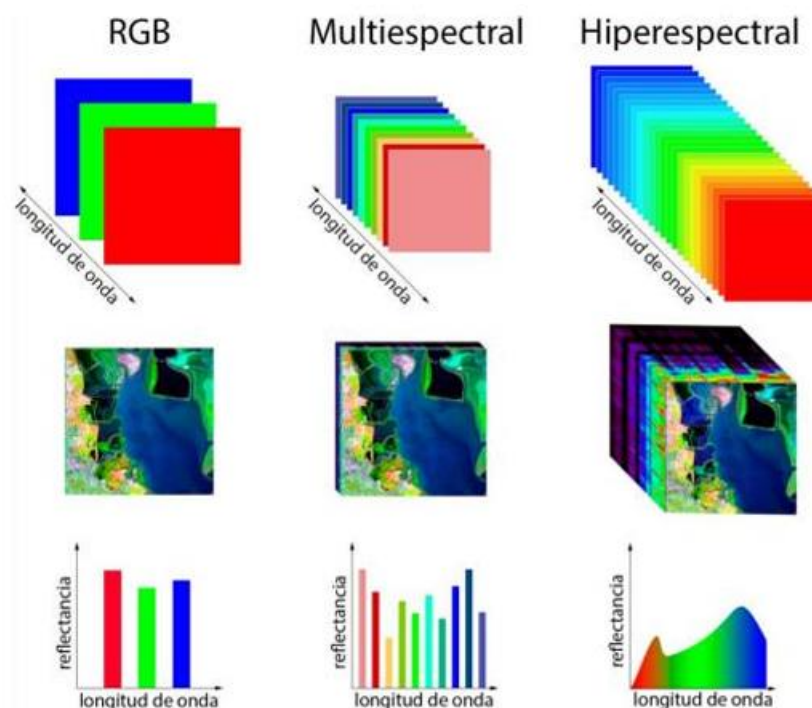 RGB
Multiespectral
Hiperespectral
longitud de onda
longitud de onda
longitud de onda
reflectancia
longitud de onda
reflectancia
longitud de onda
reflectancia
longitud de onda